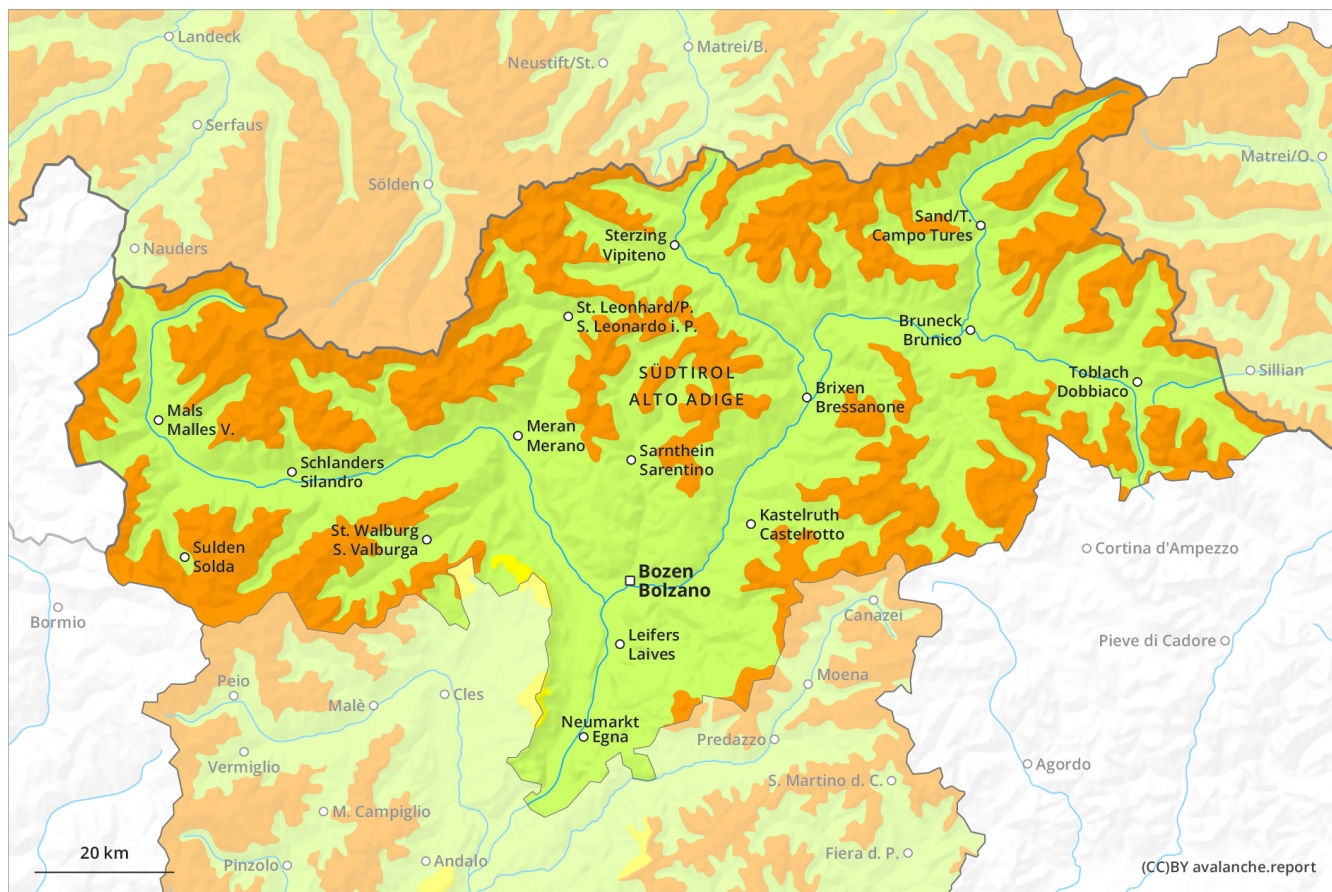 Landeck
Matrei/B.
Neustift/St.
Serfaus
Matrei/O.
Sölden
Sand/T.
Campo Tures
Nauders
Sterzing
Vipiteno
St. Leonhard/P.
S. Leonardo i. P.
Bruneck
Brunico
SÜDTIROL
ALTO ADIGE
Toblach
Dobbiaco
Sillian
Brixen
Bressanone
Mals
Malles V.
Meran
Merano
Sarnthein
Sarentino
Schlanders
Silandro
Kastelruth
Castelrotto
St. Walburg
S. Valburga
Sulden
Solda
Cortina d'Ampezzo
Bozen
Bolzano
Bormio
Canazei
Leifers
Laives
Pieve di Cadore
Peio
Moena
Malè
Cles
Neumarkt
Egna
Predazzo
Vermiglio
Agordo
S. Martino d. C.
M. Campiglio
20 km
Pinzolo
Andalo
Fiera d. P.
(CC)BY avalanche.report